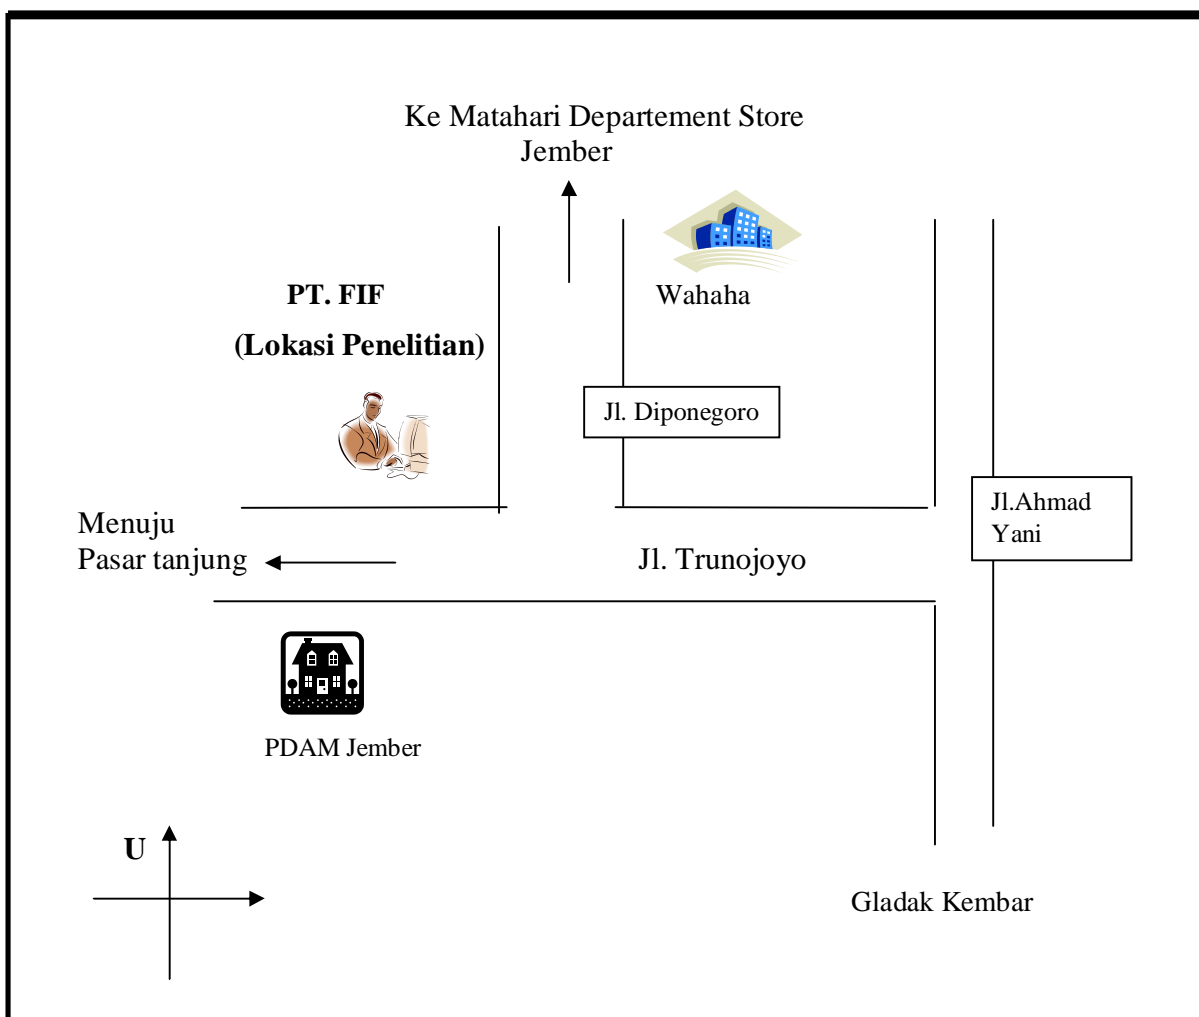 Ke Matahari Departement Store
Jember
PT. FIF
(Lokasi Penelitian)
Wahaha
Jl. Diponegoro
Menuju
Pasar tanjung
Jl. Trunojoyo
Jl.Ahmad
Yani
PDAM Jember
U
Gladak Kembar